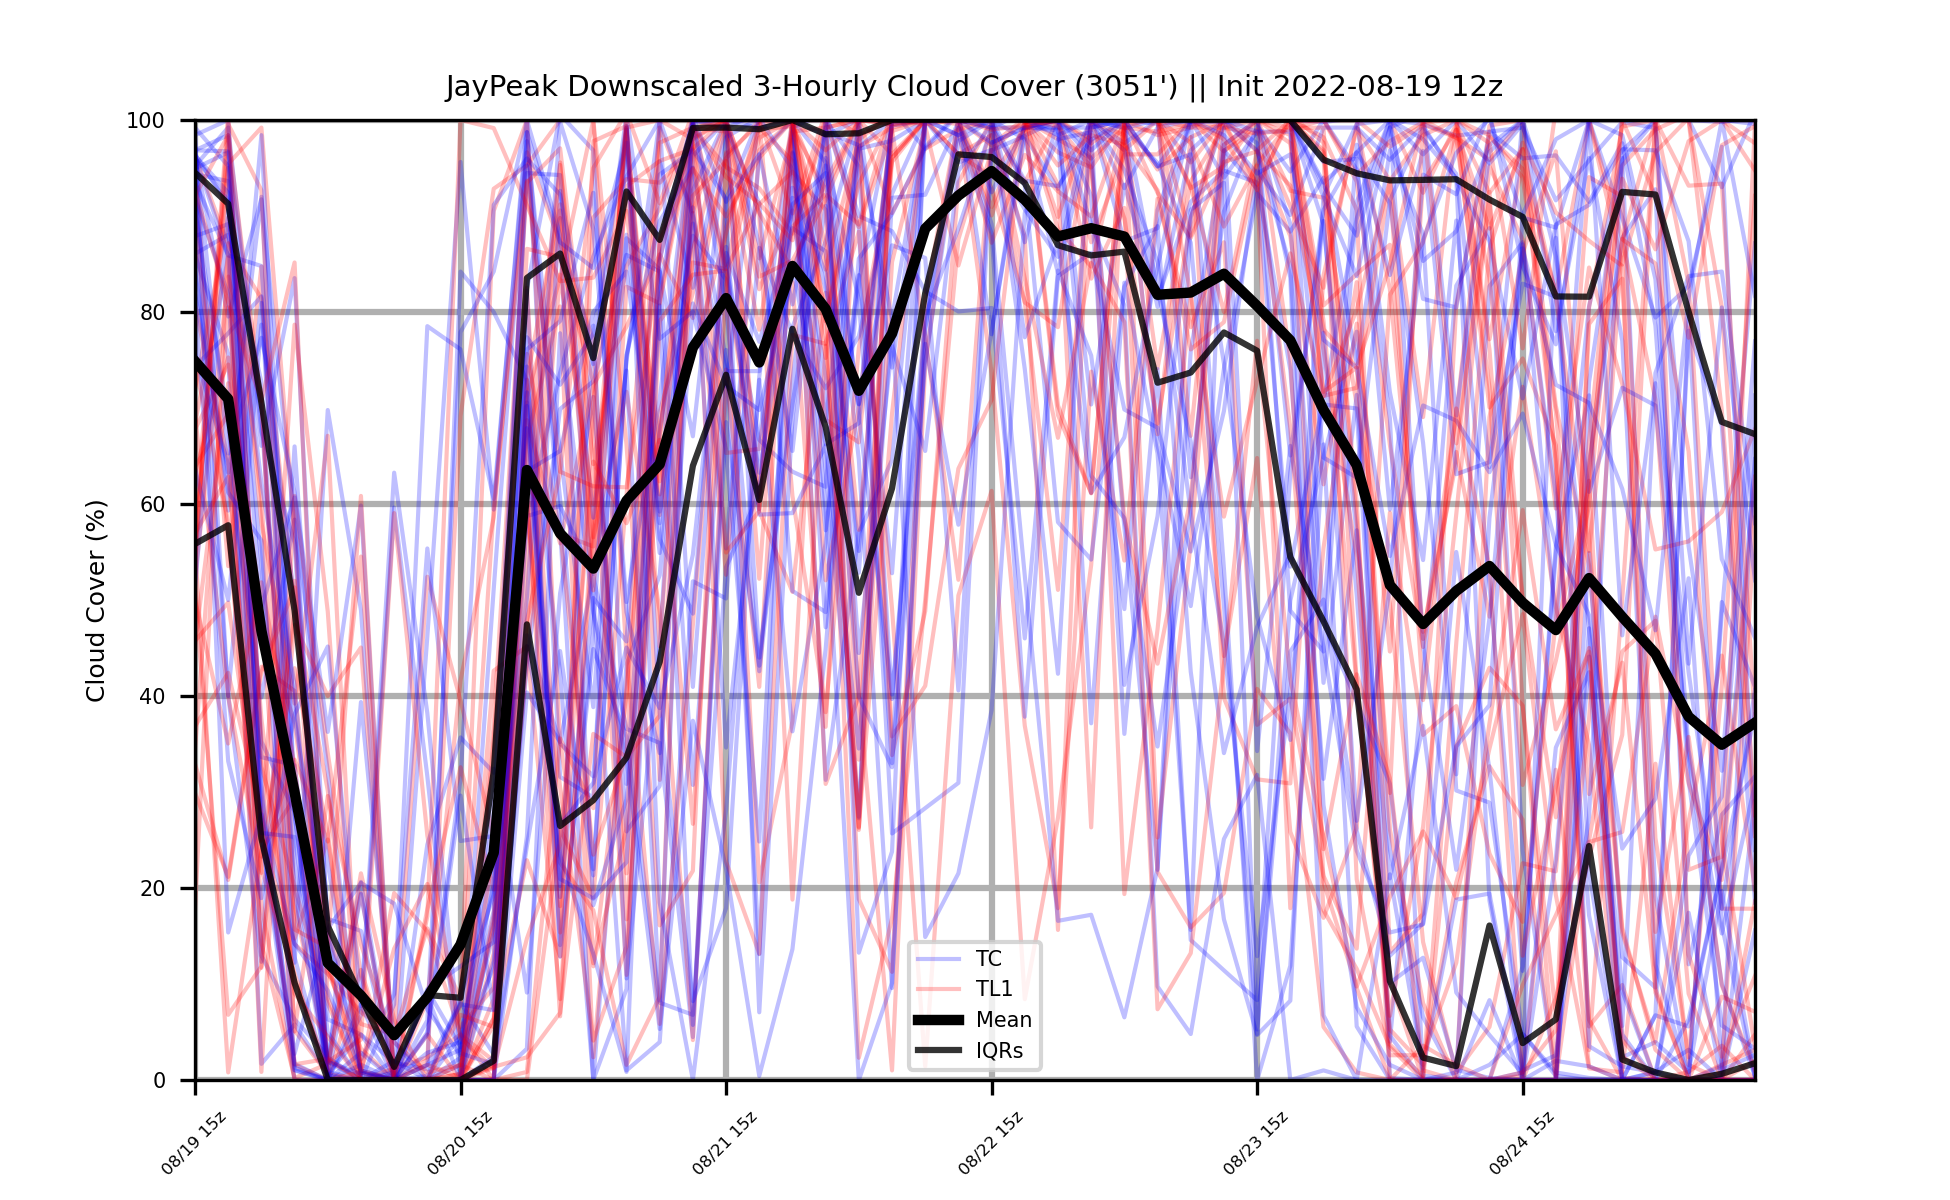 JayPeak Downscaled 3-Hourly Cloud Cover (3051') || Init 2022-08-19 12z
100
80
60
40
20
0
Cloud Cover (%)
TC
TL1
Mean
IQRs
08/19 15z
08/20 15z
08/21 15z
08/22 15z
08/23 15z
08/24 15z